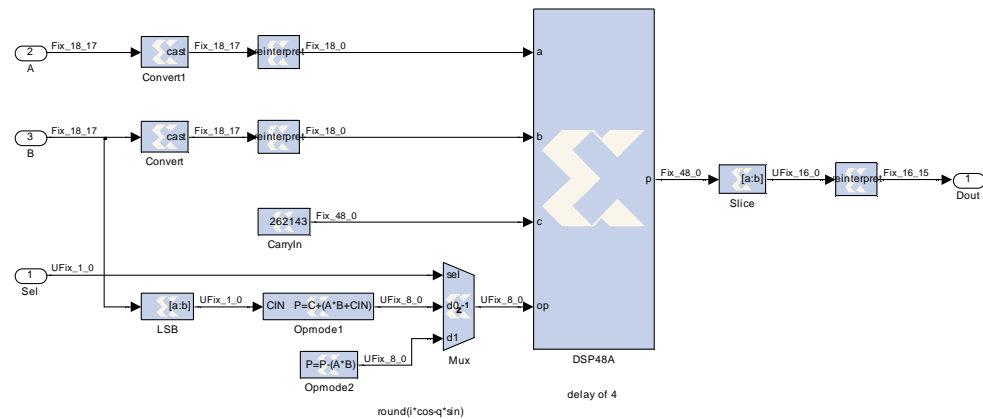 2
A
Fix_18_17
cast
Convert1
Fix_18_17
reinterpret
Fix_18_0
a
3
B
Fix_18_17
cast
Convert
Fix_18_17
reinterpret
Fix_18_0
b
262143
CarryIn
Fix_48_0
c
p
Fix_48_0
[a:b]
Slice
UFix_16_0
reinterpret
Fix_16_15
1
Dout
1
Sel
UFix_1_0
sel
[a:b]
LSB
UFix_1_0
CIN P=C+(A*B+CIN)
Opmode1
UFix_8_0
d0
z-1
UFix_8_0
op
d1
Mux
P=P-(A*B)
Opmode2
UFix_8_0
DSP48A
delay of 4
round(i*cos-q*sin)